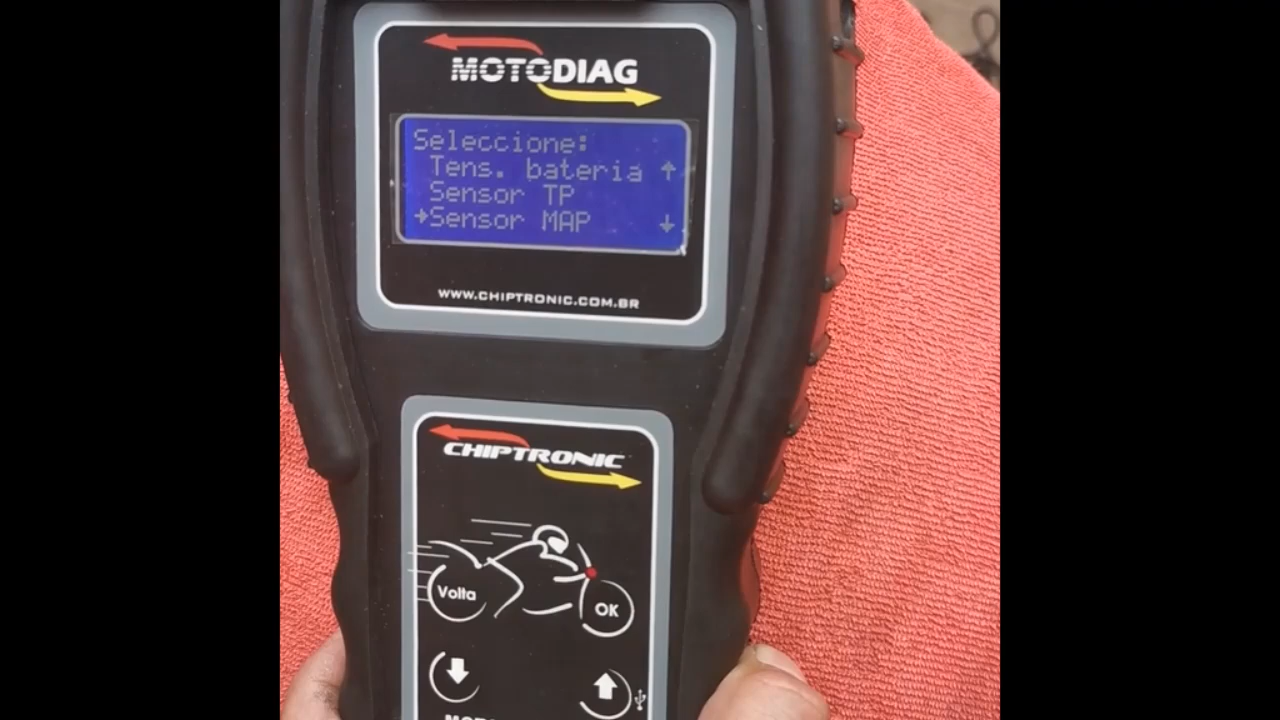 MOTODIAG
Seleccione:
Tens. bateria ↑
Sensor TP
→Sensor MAP ↓
WWW.CHIPTRONIC.COM.BR
CHIPTRONIC
Volta
OK